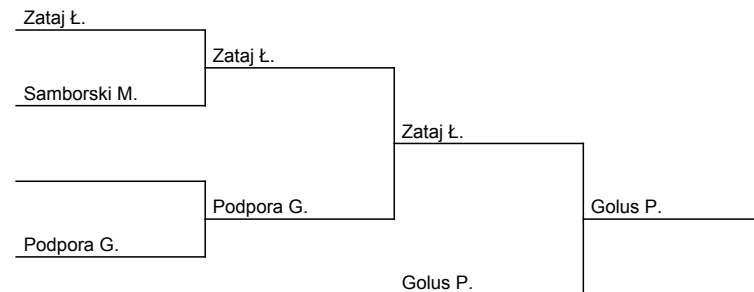 Zataj Ł.
Zataj Ł.
Samborski M.
Zataj Ł.
Podpora G.
Golus P.
Podpora G.
Golus P.